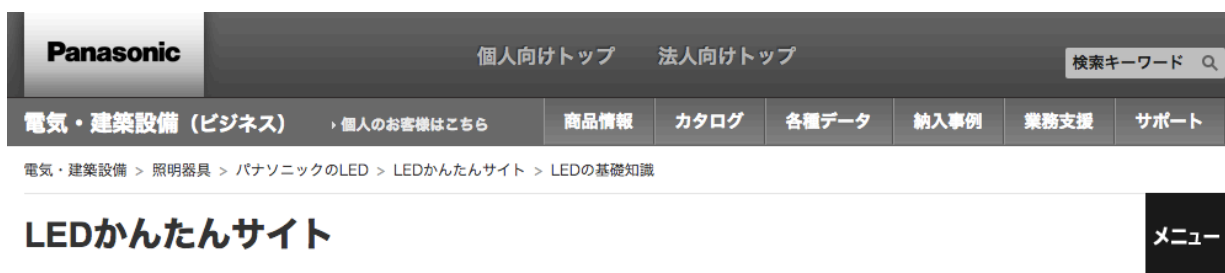 Panasonic
個人向けトップ 法人向けトップ
検索キーワード
電気・建築設備（ビジネス） › 個人のお客様はこちら 商品情報 カタログ 各種データ 納入事例 業務支援 サポート
電気・建築設備 > 照明器具 > パナソニックのLED > LEDかんたんサイト > LEDの基礎知識
LEDかんたんサイト
メニュー